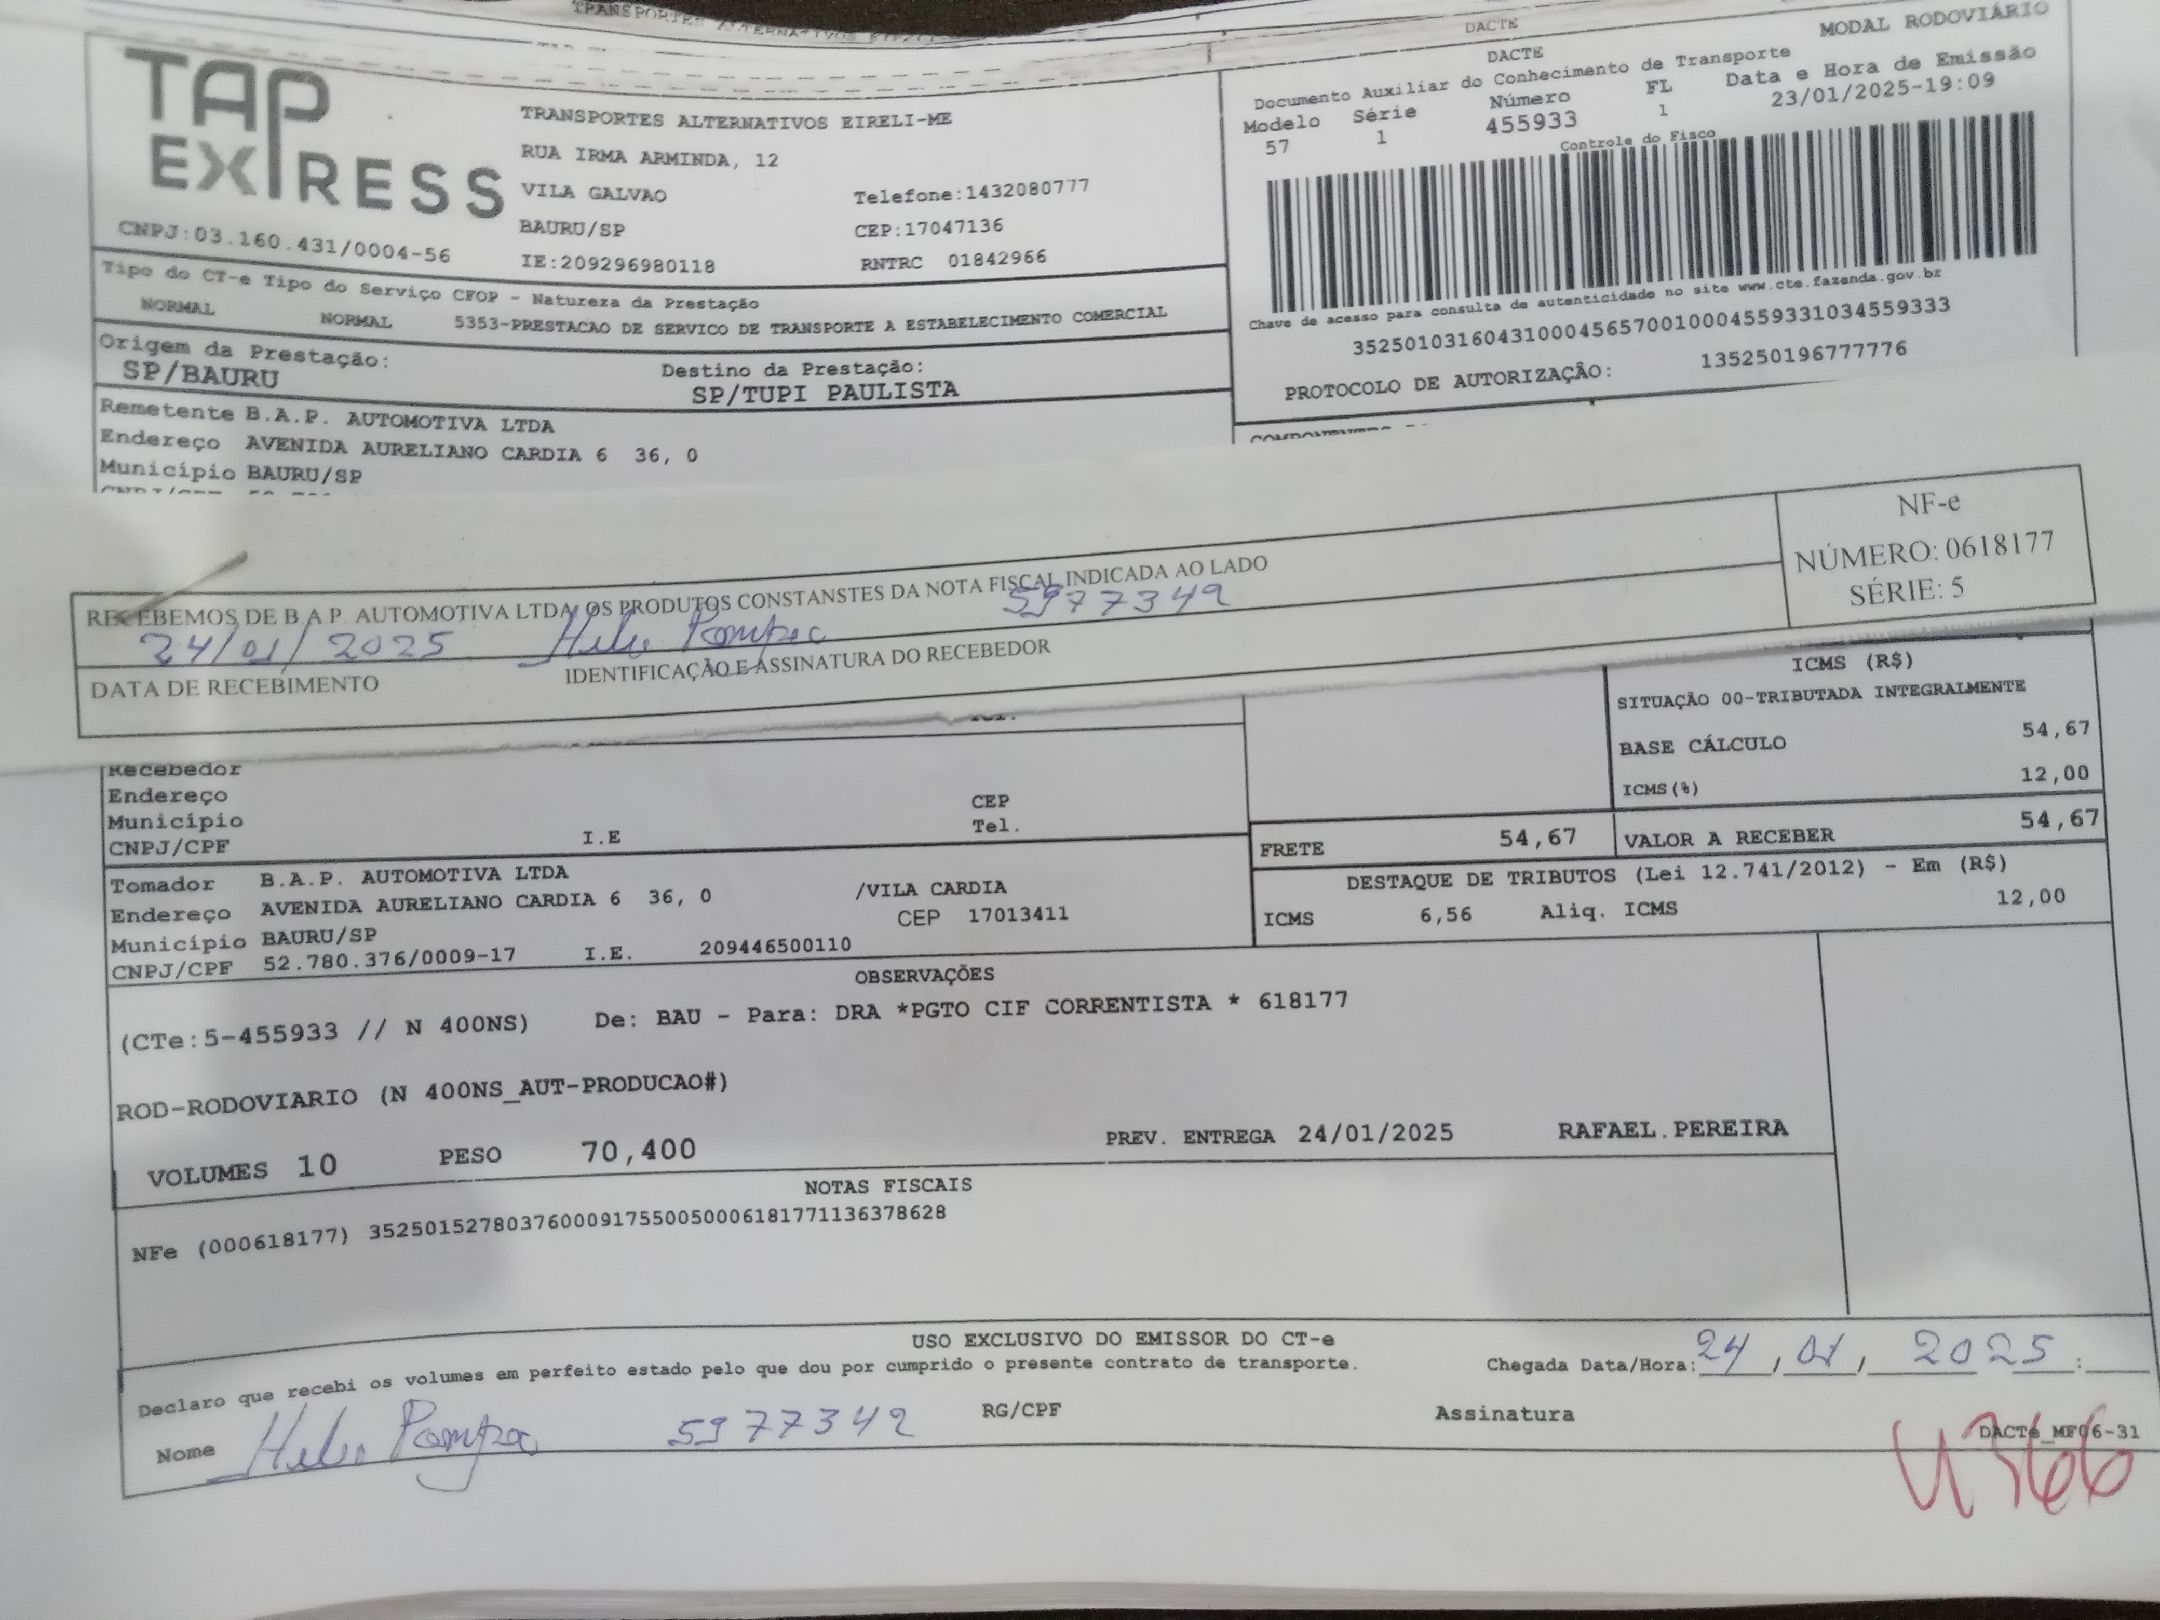 TRANSPORTES ALTERNATIVOS EIRELI
DACTE
TAP EXPRESS
CNPJ:03.160.431/0004-56
TRANSPORTES ALTERNATIVOS EIRELI-ME
RUA IRMA ARMINDA, 12
VILA GALVAO Telefone:1432080777
BAURU/SP CEP:17047136
IE:209296980118 RNTRC 01842966
MODAL RODOVIÁRIO
DACTE
Documento Auxiliar do Conhecimento de Transporte
Modelo Série Número FL Data e Hora de Emissão
57 1 455933 1 23/01/2025-19:09
Controle do Fisco
Chave de acesso para consulta de autenticidade no site www.cte.fazenda.gov.br
35250103160431000456570010004559331034559333
PROTOCOLO DE AUTORIZAÇÃO: 135250196777776
Tipo do CT-e Tipo do Serviço CFOP - Natureza da Prestação
NORMAL NORMAL 5353-PRESTACAO DE SERVICO DE TRANSPORTE A ESTABELECIMENTO COMERCIAL
Origem da Prestação: Destino da Prestação:
SP/BAURU SP/TUPI PAULISTA
Remetente B.A.P. AUTOMOTIVA LTDA
Endereço AVENIDA AURELIANO CARDIA 6 36, 0
Município BAURU/SP
NF-e
NÚMERO: 0618177
SÉRIE: 5
RECEBEMOS DE B A P. AUTOMOTIVA LTDA OS PRODUTOS CONSTANSTES DA NOTA FISCAL INDICADA AO LADO
24/01/2025 Helio Pompeo 5977342
DATA DE RECEBIMENTO IDENTIFICAÇÃO E ASSINATURA DO RECEBEDOR
ICMS (R$)
SITUAÇÃO 00-TRIBUTADA INTEGRALMENTE
BASE CÁLCULO 54,67
ICMS(%) 12,00
FRETE 54,67 VALOR A RECEBER 54,67
DESTAQUE DE TRIBUTOS (Lei 12.741/2012) - Em (R$)
ICMS 6,56 Aliq. ICMS 12,00
Recebedor
Endereço CEP
Município Tel.
CNPJ/CPF I.E
Tomador B.A.P. AUTOMOTIVA LTDA
Endereço AVENIDA AURELIANO CARDIA 6 36, 0 /VILA CARDIA
Município BAURU/SP CEP 17013411
CNPJ/CPF 52.780.376/0009-17 I.E. 209446500110
OBSERVAÇÕES
(CTe:5-455933 // N 400NS) De: BAU - Para: DRA *PGTO CIF CORRENTISTA * 618177
ROD-RODOVIARIO (N 400NS_AUT-PRODUCAO#)
VOLUMES 10 PESO 70,400 PREV. ENTREGA 24/01/2025 RAFAEL.PEREIRA
NOTAS FISCAIS
NFe (000618177) 35250152780376000917550050006181771136378628
USO EXCLUSIVO DO EMISSOR DO CT-e
Declaro que recebi os volumes em perfeito estado pelo que dou por cumprido o presente contrato de transporte.
Chegada Data/Hora: 24 / 01 / 2025 :
Nome Helio Pompeo 5977342 RG/CPF Assinatura
DACTe_MF06-31